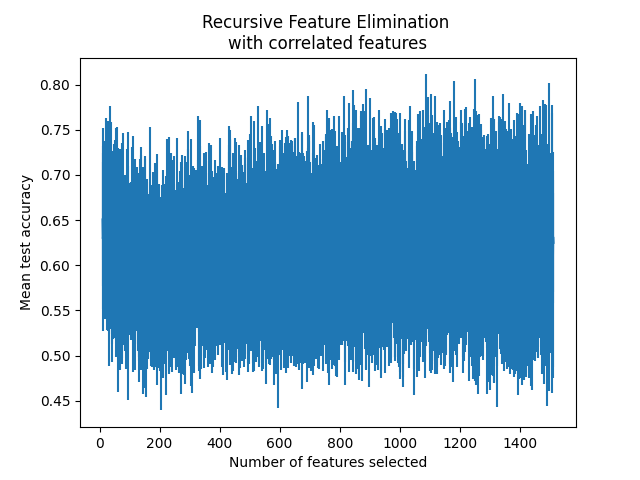 Recursive Feature Elimination
with correlated features
Mean test accuracy
0.80
0.75
0.70
0.65
0.60
0.55
0.50
0.45
0 200 400 600 800 1000 1200 1400
Number of features selected